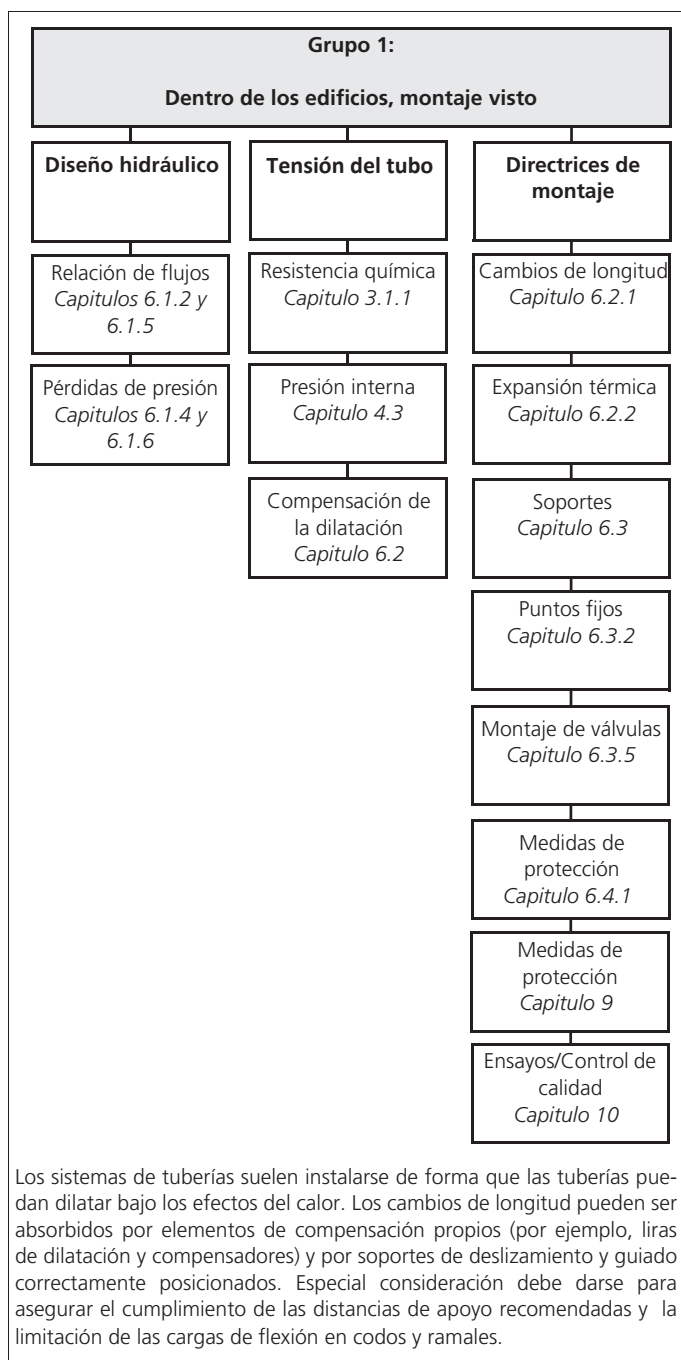 Grupo 1:
Dentro de los edificios, montaje visto
Diseño hidráulico
Relación de flujos
Capitulos 6.1.2 y
6.1.5
Pérdidas de presión
Capitulos 6.1.4 y
6.1.6
Tensión del tubo
Resistencia química
Capitulo 3.1.1
Presión interna
Capitulo 4.3
Compensación de
la dilatación
Capitulo 6.2
Directrices de
montaje
Cambios de longitud
Capitulo 6.2.1
Expansión térmica
Capitulo 6.2.2
Soportes
Capitulo 6.3
Puntos fijos
Capitulo 6.3.2
Montaje de válvulas
Capitulo 6.3.5
Medidas de
protección
Capitulo 6.4.1
Medidas de
protección
Capitulo 9
Ensayos/Control de
calidad
Capitulo 10
Los sistemas de tuberías suelen instalarse de forma que las tuberías pue-
dan dilatar bajo los efectos del calor. Los cambios de longitud pueden ser
absorbidos por elementos de compensación propios (por ejemplo, liras
de dilatación y compensadores) y por soportes de deslizamiento y guiado
correctamente posicionados. Especial consideración debe darse para
asegurar el cumplimiento de las distancias de apoyo recomendadas y la
limitación de las cargas de flexión en codos y ramales.